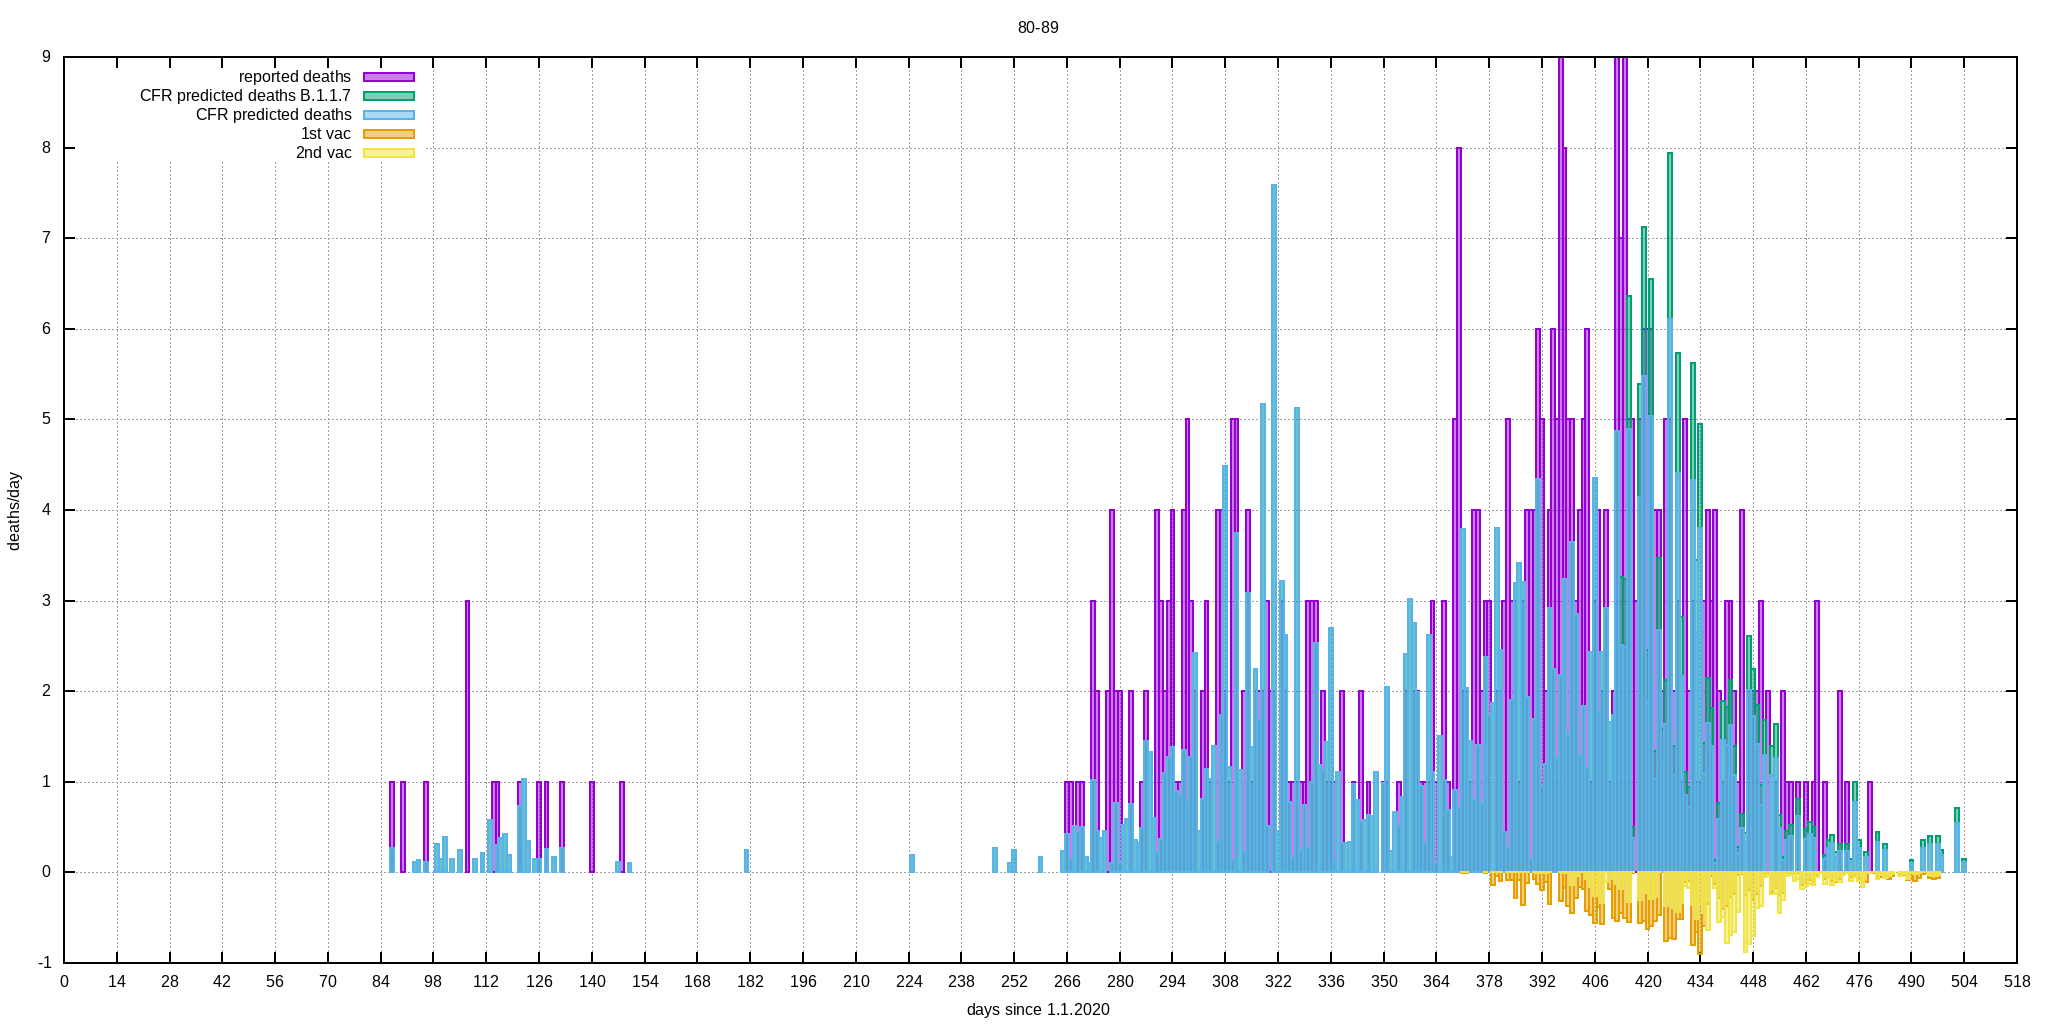 80-89
reported deaths
CFR predicted deaths B.1.1.7
CFR predicted deaths
1st vac
2nd vac
9
8
7
6
5
4
3
2
1
0
-1
deaths/day
0 14 28 42 56 70 84 98 112 126 140 154 168 182 196 210 224 238 252 266 280 294 308 322 336 350 364 378 392 406 420 434 448 462 476 490 504 518
days since 1.1.2020